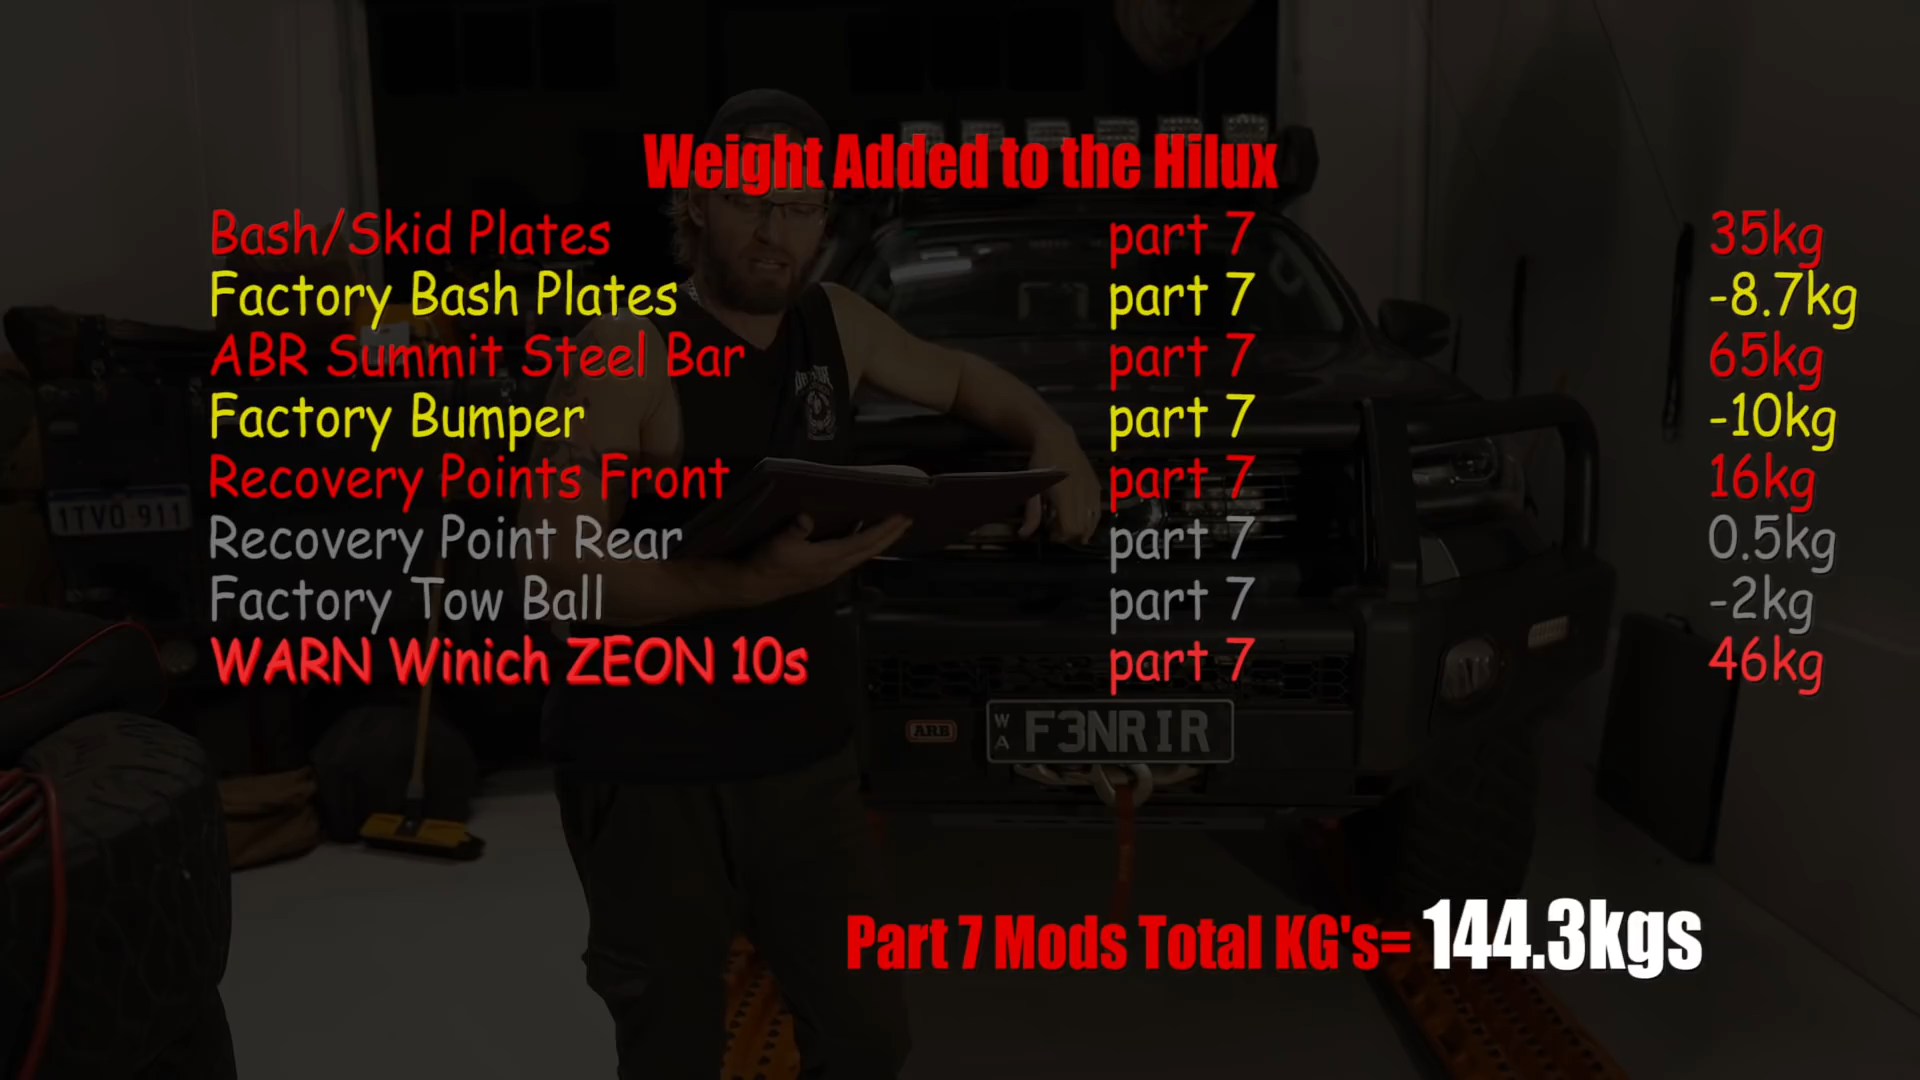 Weight Added to the Hilux
Bash/Skid Plates part 7 35kg
Factory Bash Plates part 7 -8.7kg
ABR Summit Steel Bar part 7 65kg
Factory Bumper part 7 -10kg
Recovery Points Front part 7 16kg
Recovery Point Rear part 7 0.5kg
1TVO 911
Factory Tow Ball part 7 -2kg
WARN Winich ZEON 10s part 7 46kg
ARB
WA F3NRIR
Part 7 Mods Total KG's= 144.3kgs